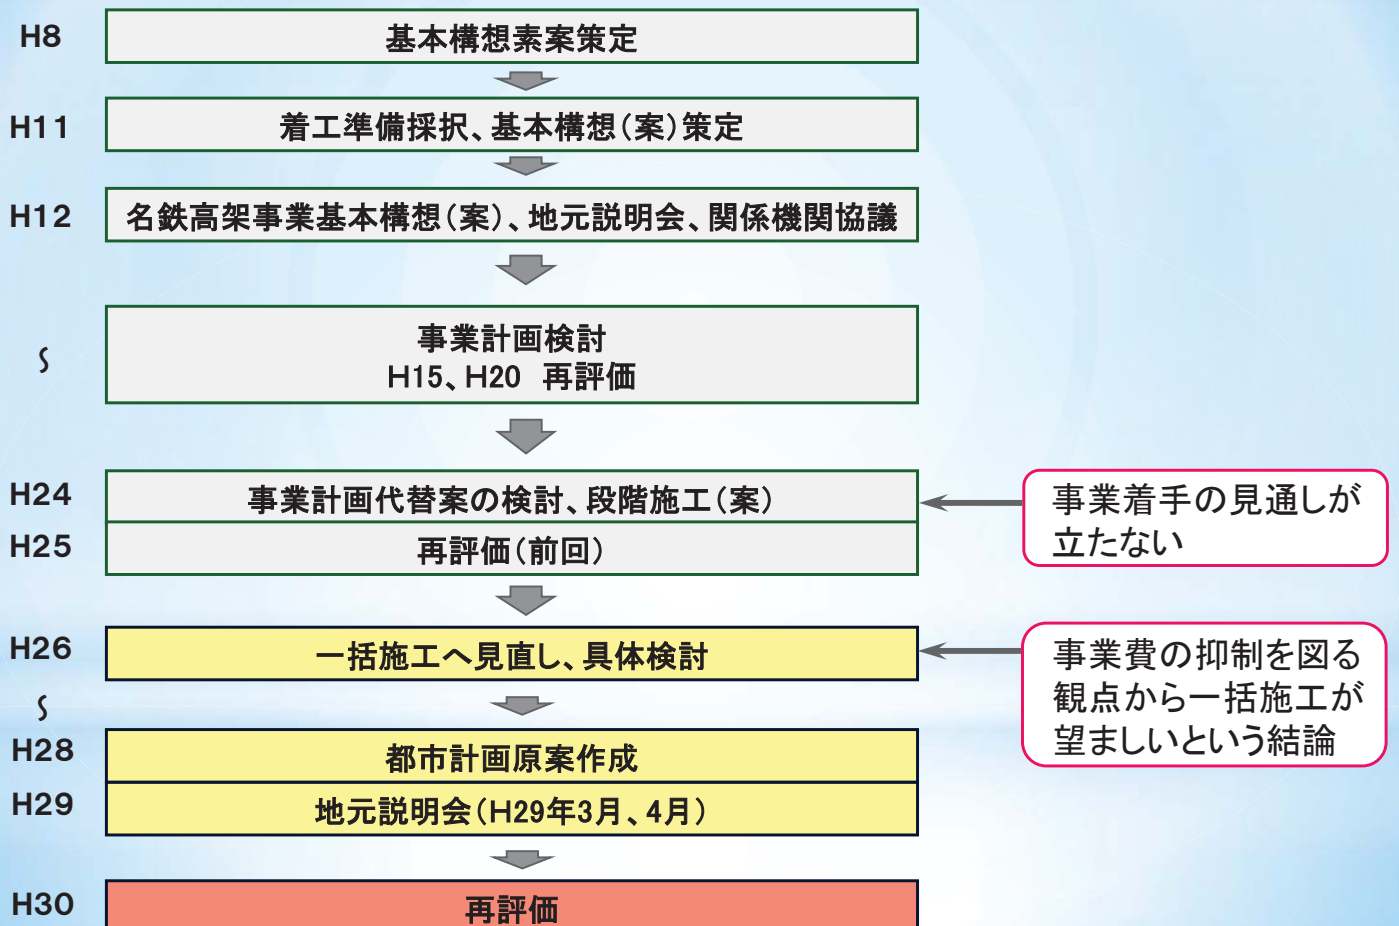 H8
基本構想素案策定
H11
着工準備採択、基本構想(案)策定
H12
名鉄高架事業基本構想(案)、地元説明会、関係機関協議
∽
事業計画検討
H15、H20 再評価
H24
事業計画代替案の検討、段階施工(案)
事業着手の見通しが
立たない
H25
再評価(前回)
H26
一括施工へ見直し、具体検討
事業費の抑制を図る
観点から一括施工が
望ましいという結論
∽
H28
都市計画原案作成
H29
地元説明会(H29年3月、4月)
H30
再評価